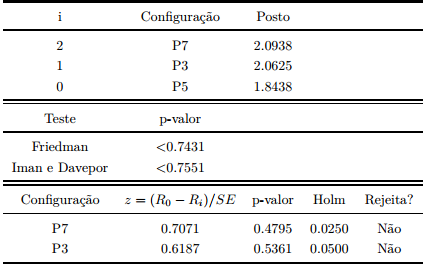 i Configuração Posto
2 P7 2.0938
1 P3 2.0625
0 P5 1.8438
Teste p-valor
Friedman <0.7431
Iman e Davepor <0.7551
Configuração z = (R₀ − Rᵢ)/SE p-valor Holm Rejeita?
P7 0.7071 0.4795 0.0250 Não
P3 0.6187 0.5361 0.0500 Não